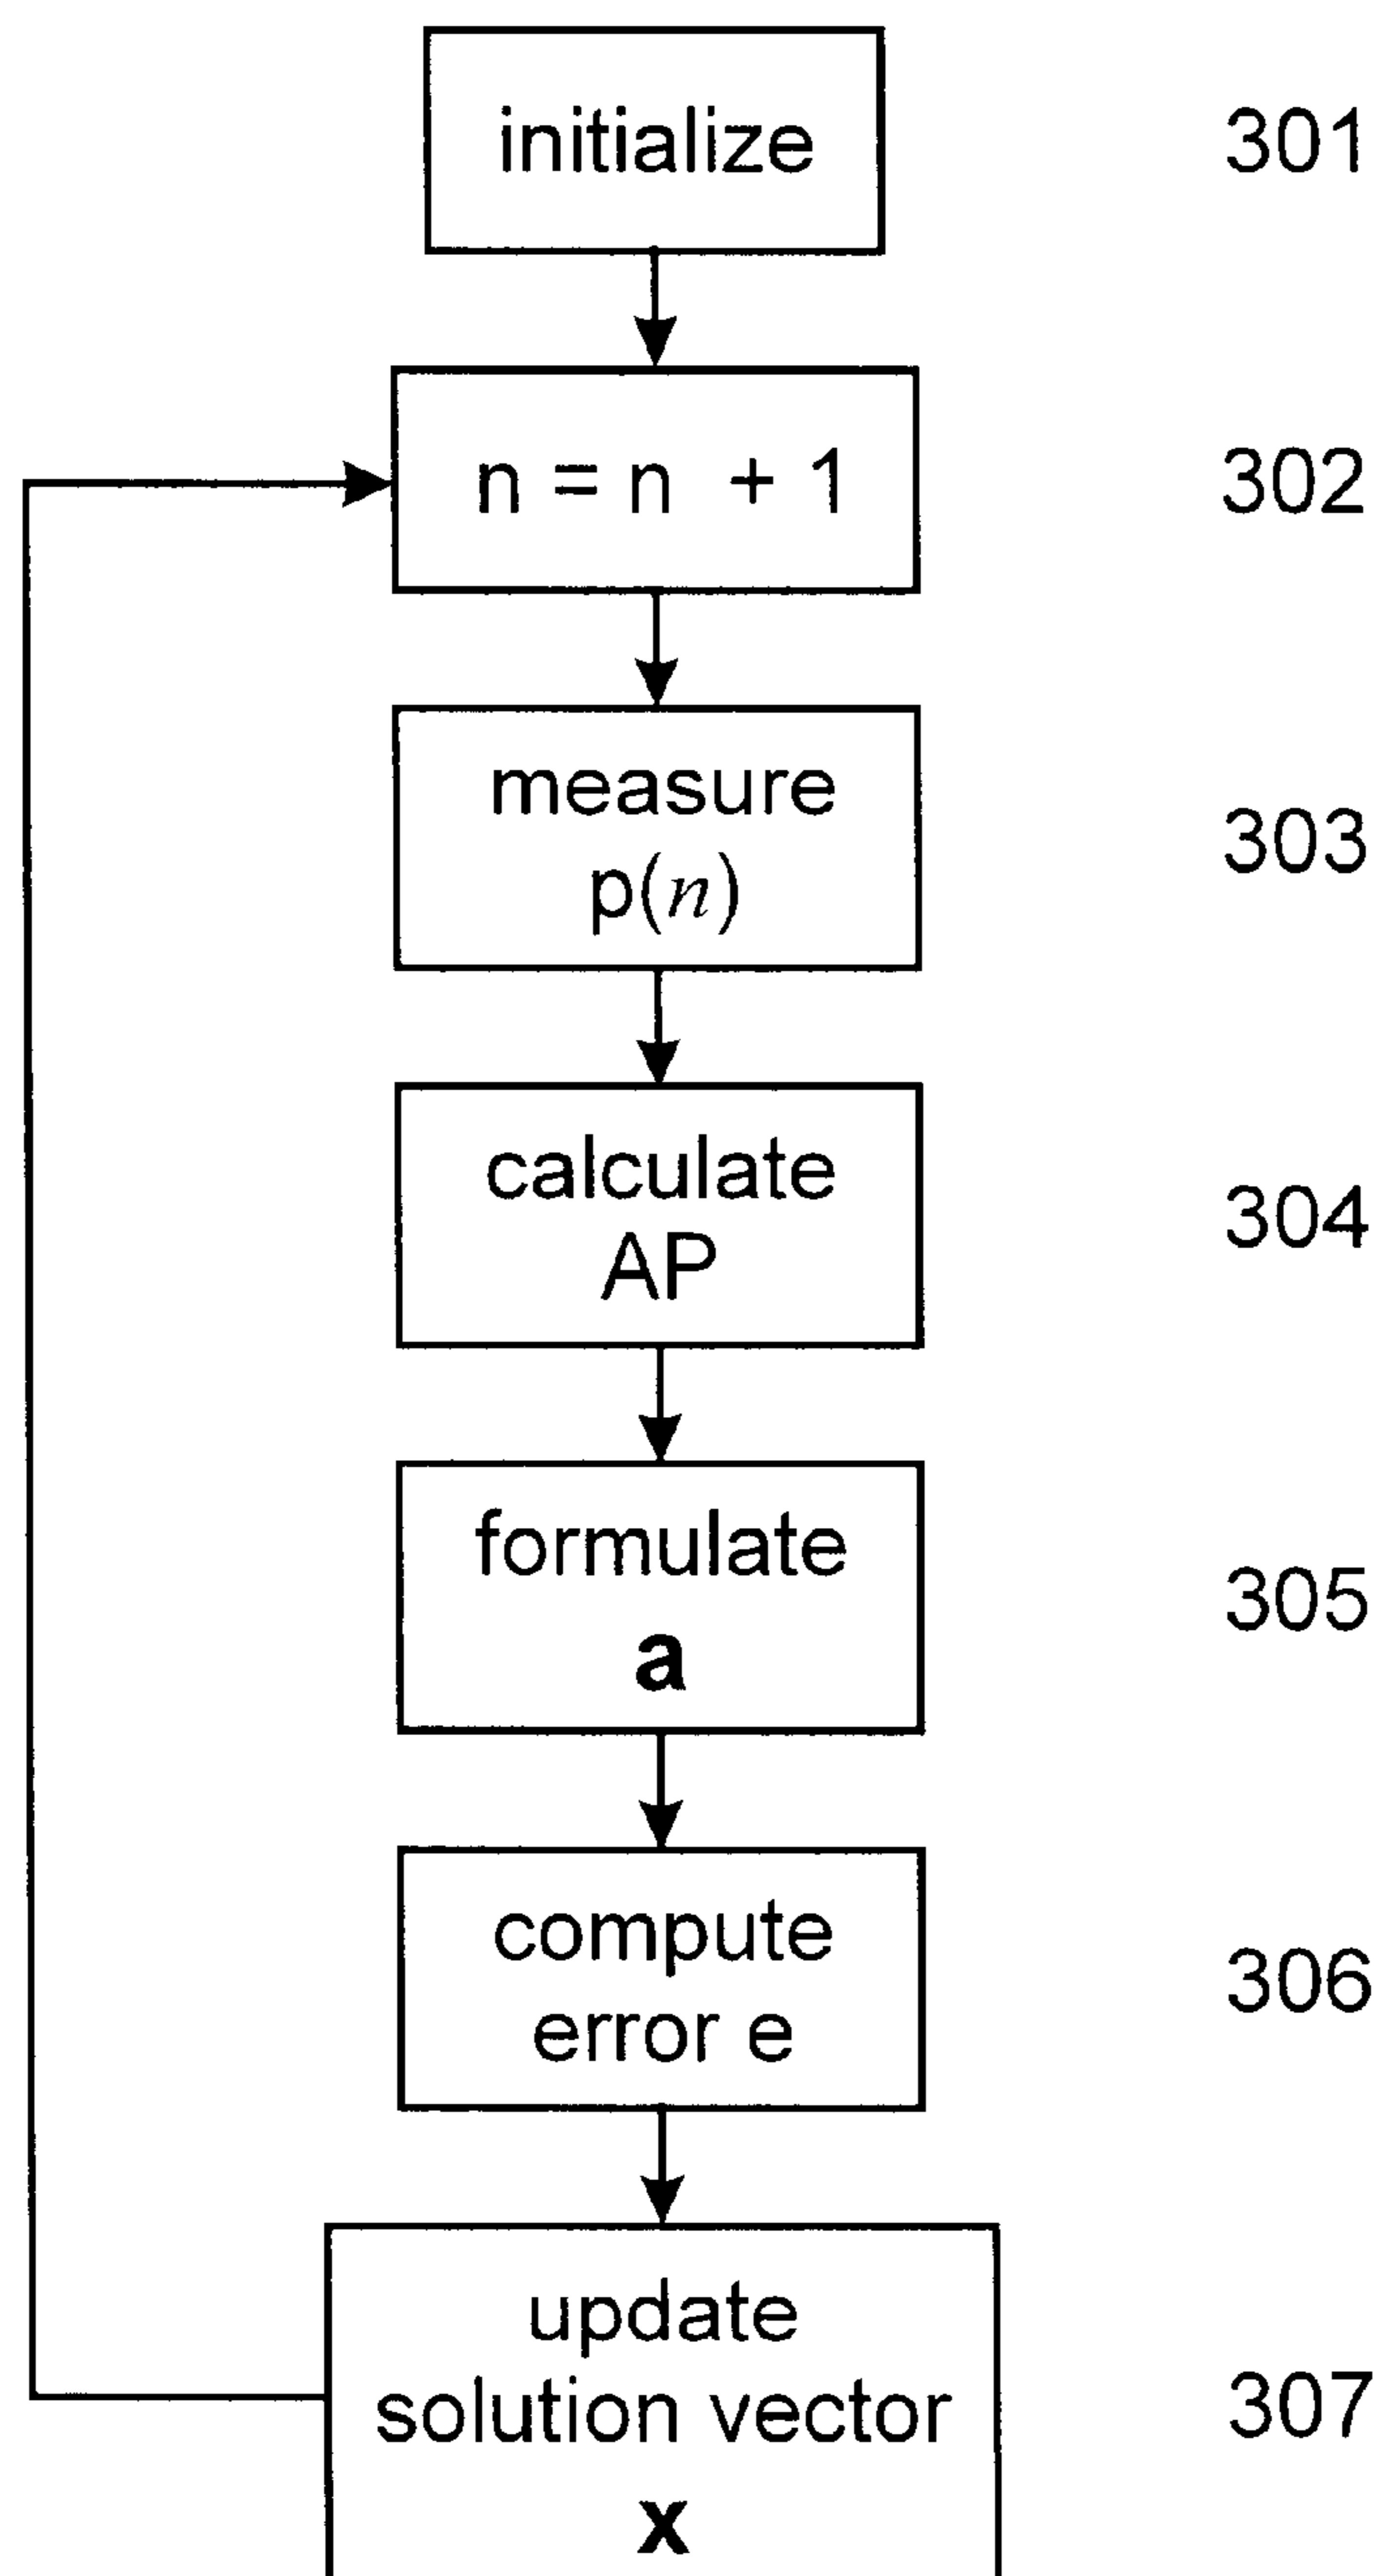 initialize
301
n = n + 1
302
measure
p(n)
303
calculate
AP
304
formulate
a
305
compute
error e
306
update
solution vector
x
307